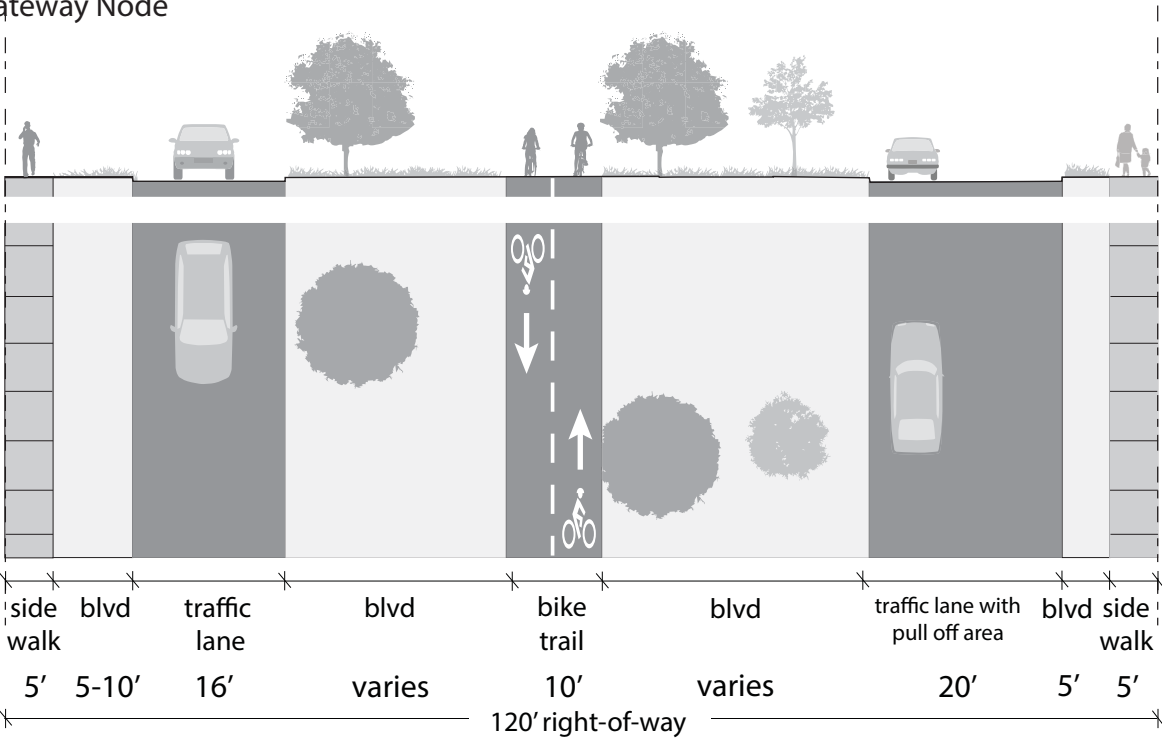 ateway Node
side walk
blvd
traffic lane
blvd
bike trail
blvd
traffic lane with pull off area
blvd
side walk
5’ 5-10’ 16’ varies 10’ varies 20’ 5’ 5’
120’ right-of-way